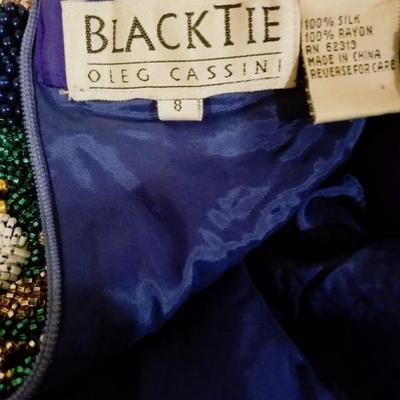 BLACKTIE
OLEG CASSINI
8
100% SILK
100% RAYON
RN 62313
MADE IN CHINA
REVERSE FOR CARE